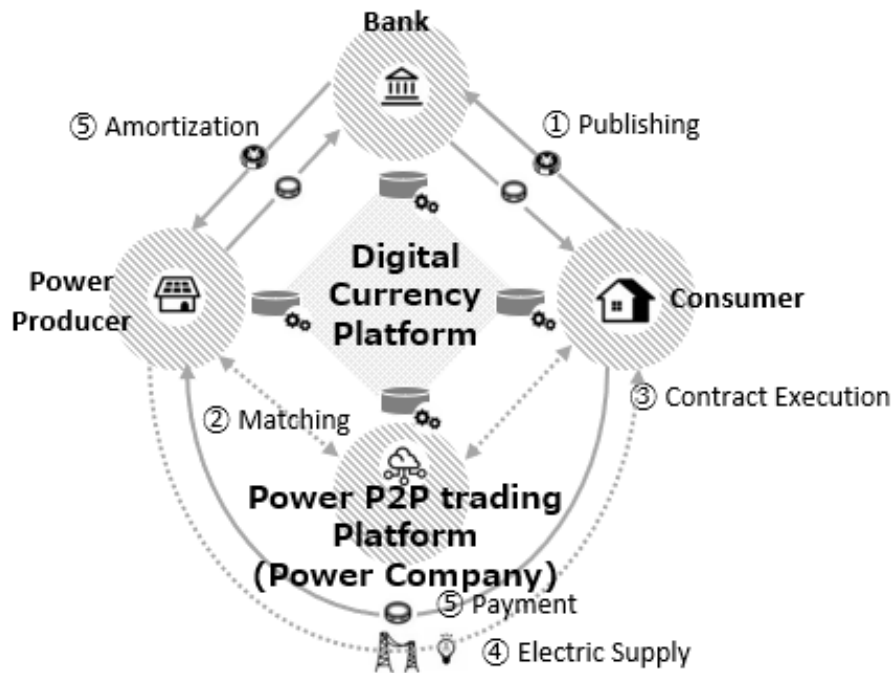 Bank
⑤ Amortization
① Publishing
Digital
Currency
Platform
Power
Producer
Consumer
② Matching
③ Contract Execution
Power P2P trading
Platform
(Power Company)
⑤ Payment
④ Electric Supply